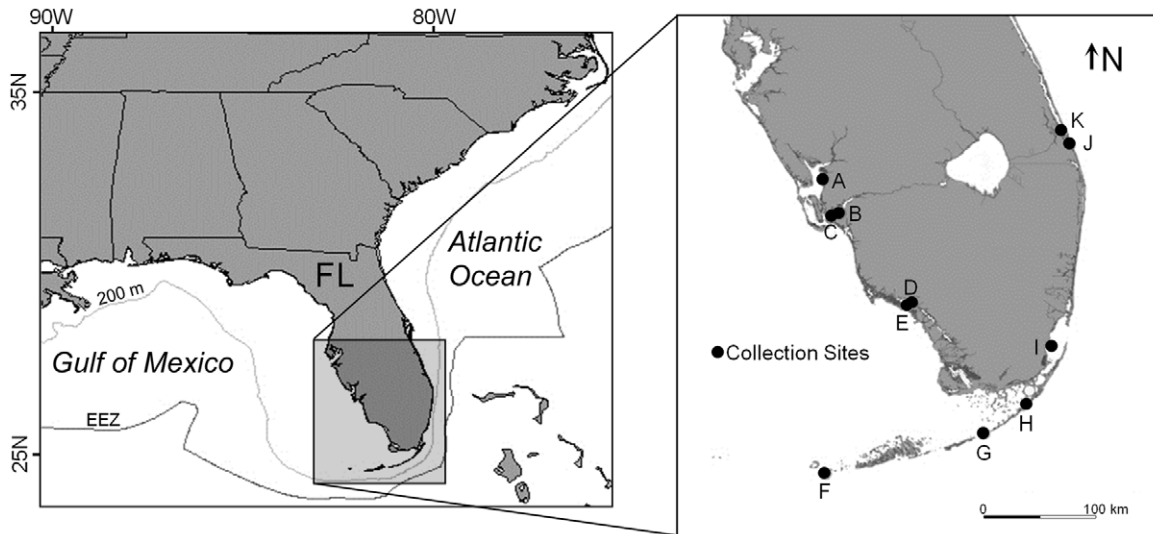 90W
80W
35N
25N
FL
Atlantic
Ocean
200 m
Gulf of Mexico
EEZ
↑N
K
J
A
B
C
D
E
Collection Sites
I
H
G
F
0
100 km